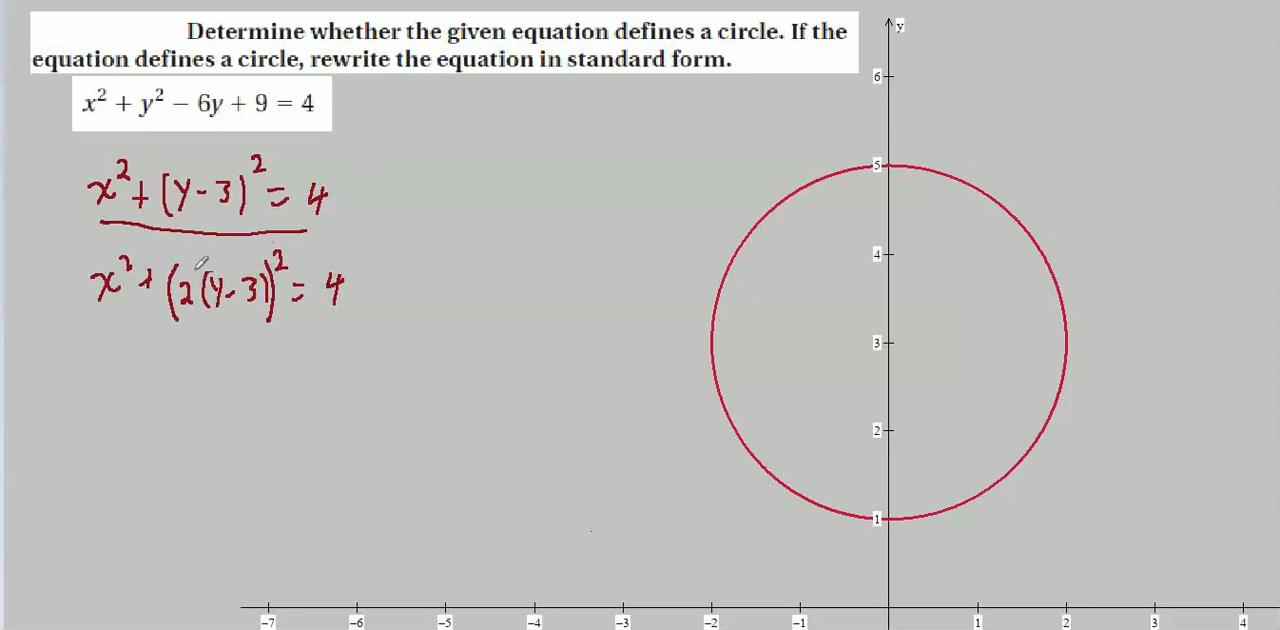 Determine whether the given equation defines a circle. If the
equation defines a circle, rewrite the equation in standard form.
x² + y² − 6y + 9 = 4
x² + (y - 3)² = 4
x² + (2(y - 3))² = 4
y
6
5
4
3
2
1
−7 −6 −5 −4 −3 −2 −1 1 2 3 4